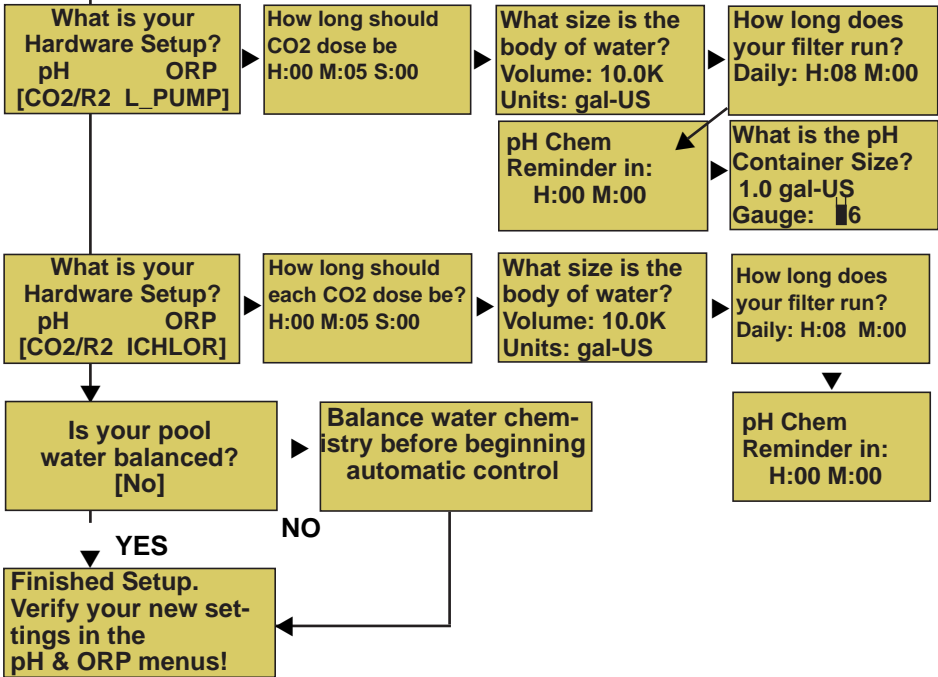 What is your
Hardware Setup?
pH ORP
[CO2/R2 L_PUMP]
How long should
CO2 dose be
H:00 M:05 S:00
What size is the
body of water?
Volume: 10.0K
Units: gal-US
How long does
your filter run?
Daily: H:08 M:00
pH Chem
Reminder in:
H:00 M:00
What is the pH
Container Size?
1.0 gal-US
Gauge: 6
What is your
Hardware Setup?
pH ORP
[CO2/R2 ICHLOR]
How long should
each CO2 dose be?
H:00 M:05 S:00
What size is the
body of water?
Volume: 10.0K
Units: gal-US
How long does
your filter run?
Daily: H:08 M:00
pH Chem
Reminder in:
H:00 M:00
Is your pool
water balanced?
[No]
Balance water chem-
istry before beginning
automatic control
NO
YES
Finished Setup.
Verify your new set-
tings in the
pH & ORP menus!